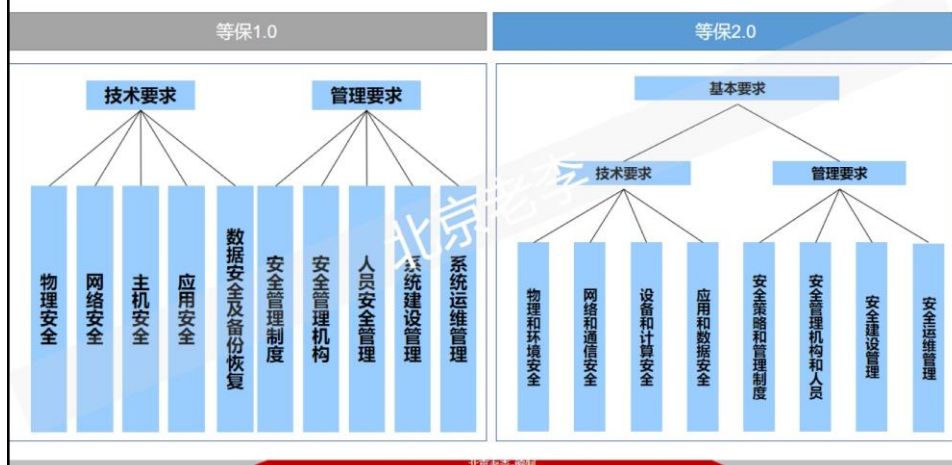 等保1.0
等保2.0
技术要求
管理要求
物理安全
网络安全
主机安全
应用安全
数据安全及备份恢复
安全管理制度
安全管理机构
人员安全管理
系统建设管理
系统运维管理
基本要求
技术要求
管理要求
物理和环境安全
网络和通信安全
设备和计算安全
应用和数据安全
安全策略和管理制度
安全管理机构和人员
安全建设管理
安全运维管理
北京老李